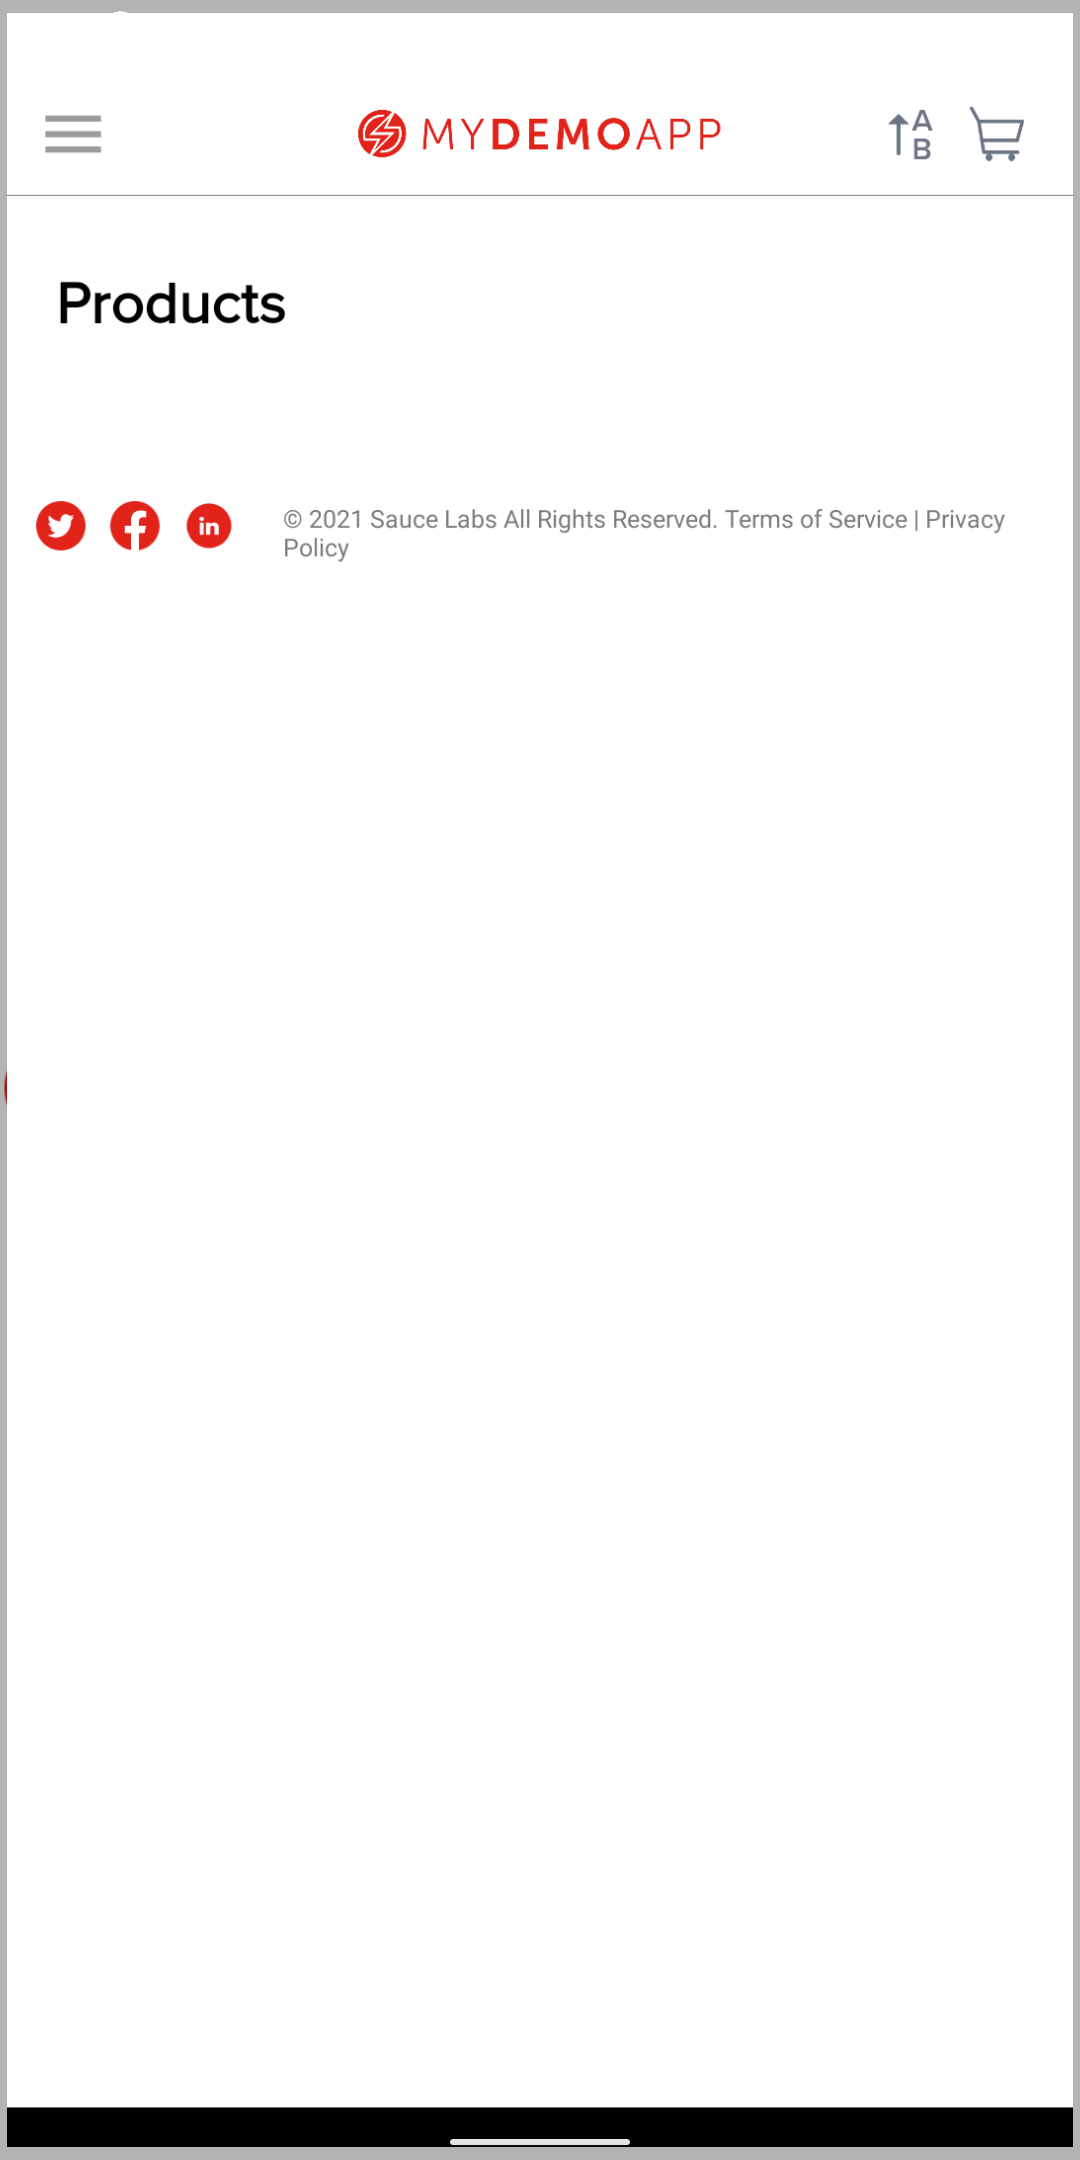 MYDEMOAPP
A
B
Products
in
© 2021 Sauce Labs All Rights Reserved. Terms of Service | Privacy
Policy